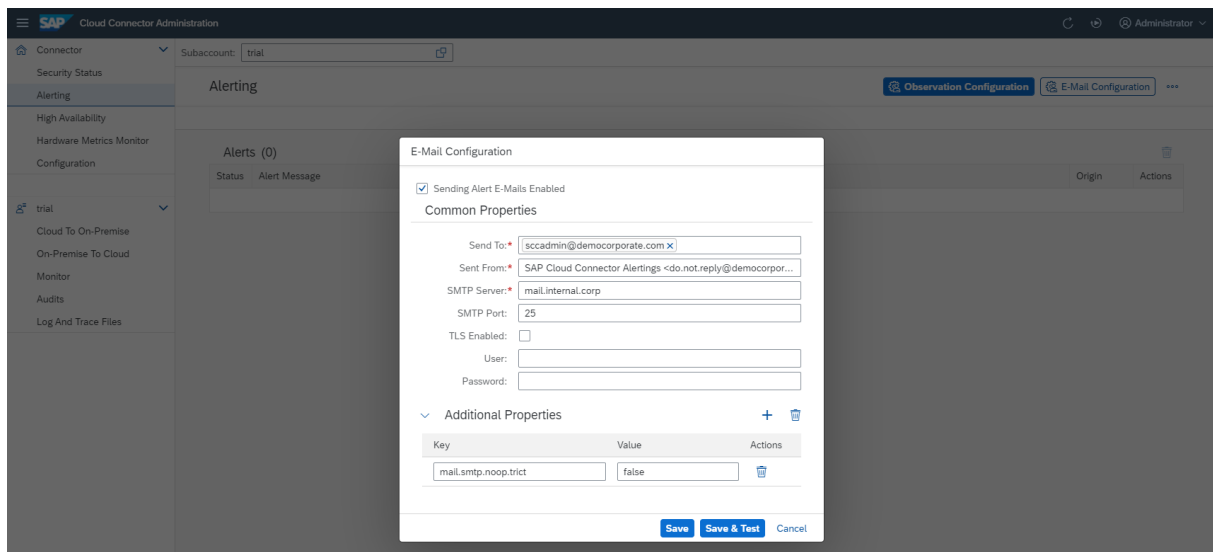 SAP Cloud Connector Administration
Administrator
Connector
Subaccount: trial
Security Status
Alerting
Alerting
Observation Configuration
E-Mail Configuration
High Availability
Hardware Metrics Monitor
Configuration
Alerts (0)
Status Alert Message Origin Actions
trial
Cloud To On-Premise
On-Premise To Cloud
Monitor
Audits
Log And Trace Files
E-Mail Configuration
Sending Alert E-Mails Enabled
Common Properties
Send To:* sccadmin@democorporate.com
Sent From:* SAP Cloud Connector Alertings <do.not.reply@democorpor...
SMTP Server:* mail.internal.corp
SMTP Port: 25
TLS Enabled:
User:
Password:
Additional Properties
Key Value Actions
mail.smtp.noop.trict false
Save Save & Test Cancel